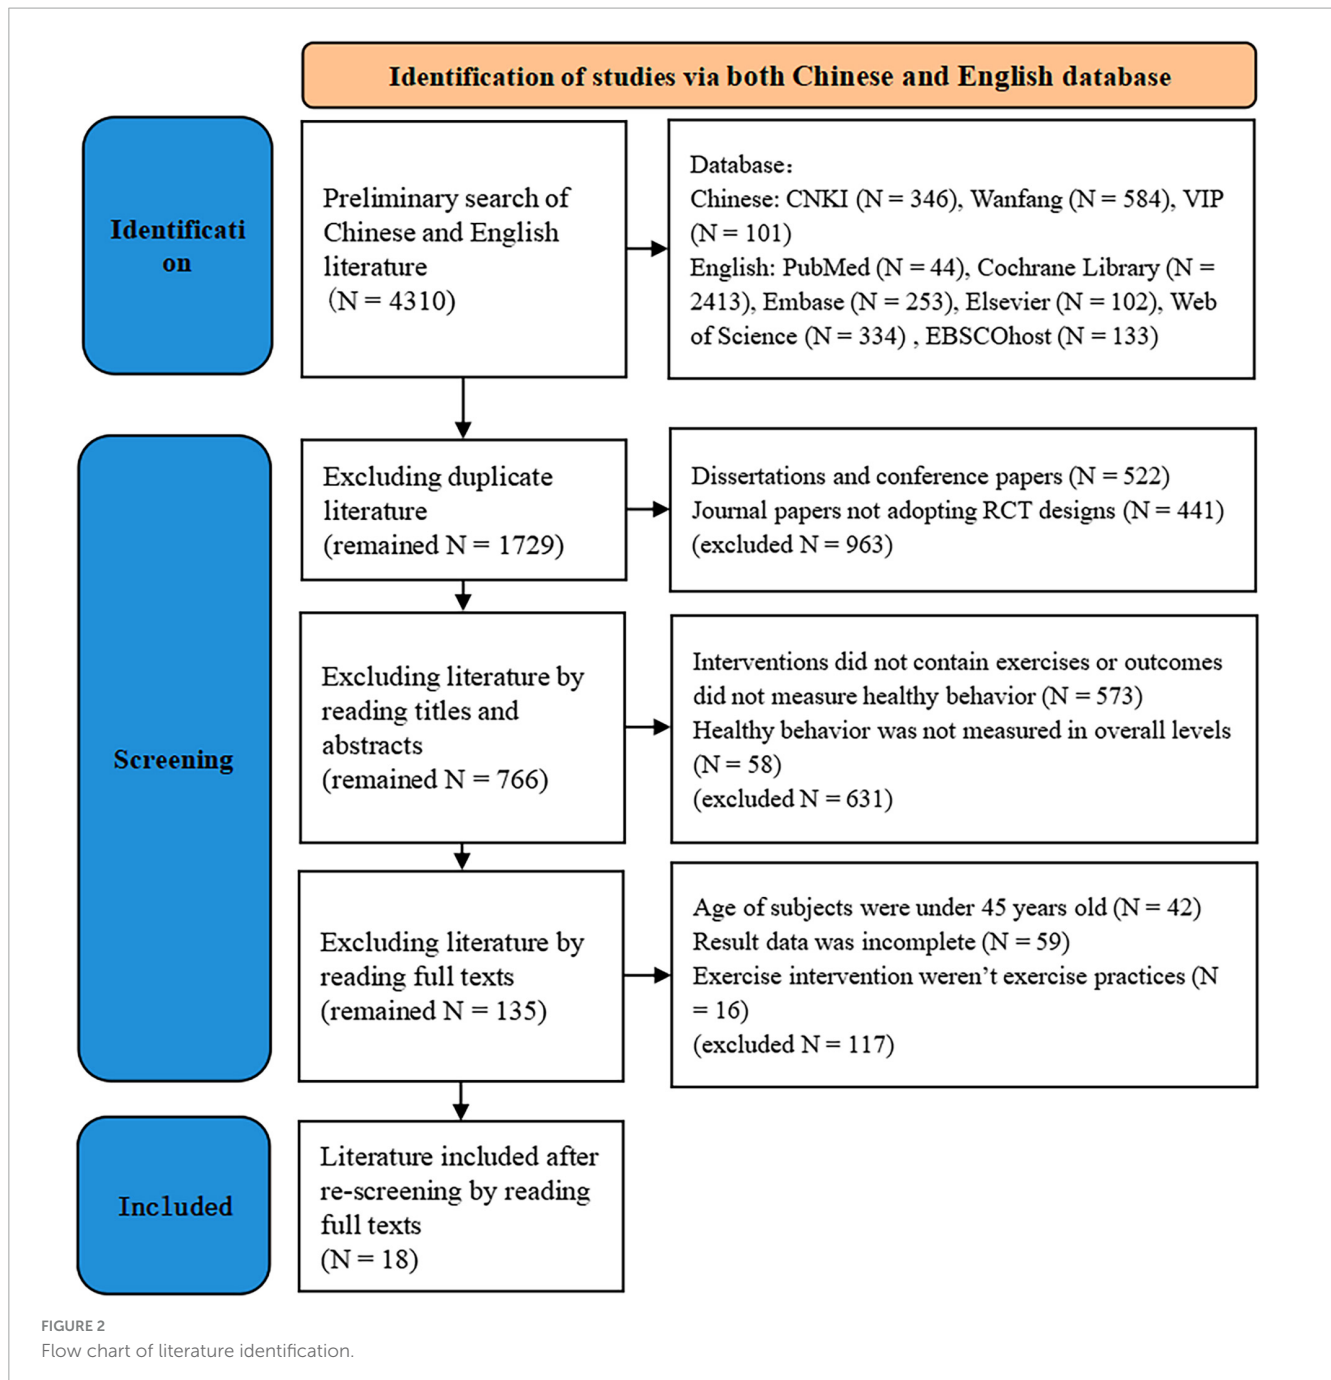 Identification of studies via both Chinese and English database
Identificati
on
Preliminary search of
Chinese and English
literature
（N = 4310)
Database：
Chinese: CNKI (N = 346), Wanfang (N = 584), VIP
(N = 101)
English: PubMed (N = 44), Cochrane Library (N =
2413), Embase (N = 253), Elsevier (N = 102), Web
of Science (N = 334) , EBSCOhost (N = 133)
Screening
Excluding duplicate
literature
(remained N = 1729)
Dissertations and conference papers (N = 522)
Journal papers not adopting RCT designs (N = 441)
(excluded N = 963)
Excluding literature by
reading titles and
abstracts
(remained N = 766)
Interventions did not contain exercises or outcomes
did not measure healthy behavior (N = 573)
Healthy behavior was not measured in overall levels
(N = 58)
(excluded N = 631)
Excluding literature by
reading full texts
(remained N = 135)
Age of subjects were under 45 years old (N = 42)
Result data was incomplete (N = 59)
Exercise intervention weren't exercise practices (N
= 16)
(excluded N = 117)
Included
Literature included after
re-screening by reading
full texts
(N = 18)
FIGURE 2
Flow chart of literature identification.